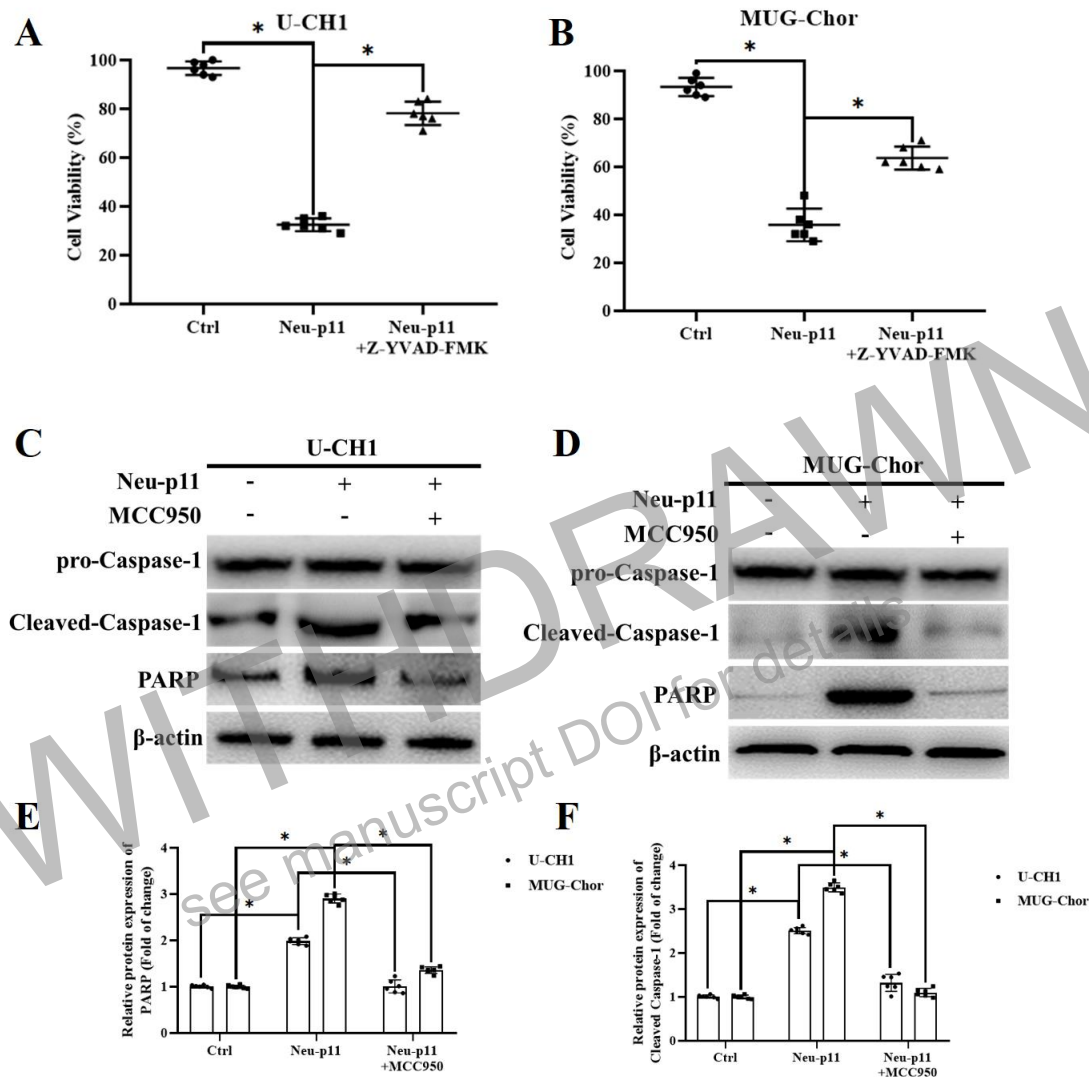 A
U-CH1
*
*
Cell Viability (%)
100
80
60
40
20
0
Ctrl
Neu-p11
Neu-p11
+Z-YVAD-FMK
B
MUG-Chor
*
*
Cell Viability (%)
100
80
60
40
20
0
Ctrl
Neu-p11
Neu-p11
+Z-YVAD-FMK
C
U-CH1
Neu-p11 - + +
MCC950 - - +
pro-Caspase-1
Cleaved-Caspase-1
PARP
β-actin
D
MUG-Chor
Neu-p11 - + +
MCC950 - - +
pro-Caspase-1
Cleaved-Caspase-1
PARP
β-actin
E
Relative protein expression of
PARP (Fold of change)
4
3
2
1
0
*
*
*
*
Ctrl
Neu-p11
Neu-p11
+MCC950
U-CH1
MUG-Chor
F
Relative protein expression of
Cleaved Caspase-1 (Fold of change)
4
3
2
1
0
*
*
*
*
Ctrl
Neu-p11
Neu-p11
+MCC950
U-CH1
MUG-Chor
WITHDRAWN
see manuscript DOI for details